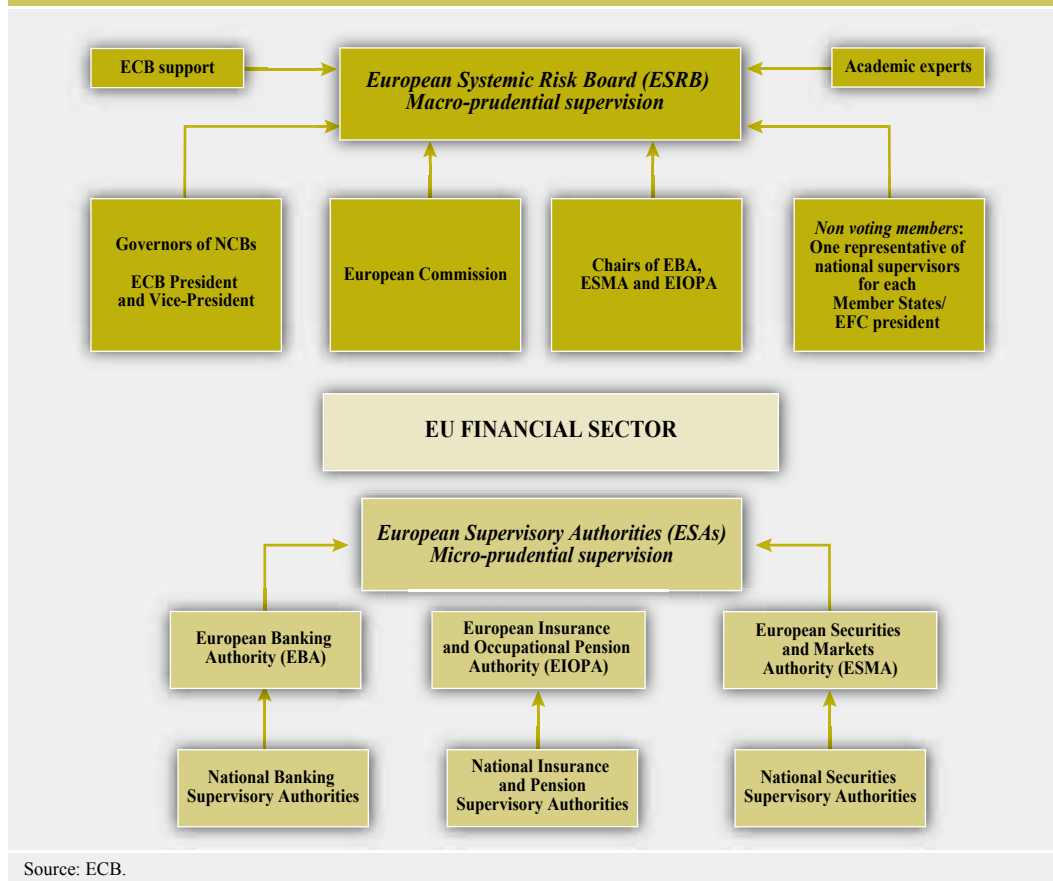 ECB support
European Systemic Risk Board (ESRB)
Macro-prudential supervision
Academic experts
Governors of NCBs
ECB President
and Vice-President
European Commission
Chairs of EBA,
ESMA and EIOPA
Non voting members:
One representative of
national supervisors
for each
Member States/
EFC president
EU FINANCIAL SECTOR
European Supervisory Authorities (ESAs)
Micro-prudential supervision
European Banking
Authority (EBA)
European Insurance
and Occupational Pension
Authority (EIOPA)
European Securities
and Markets
Authority (ESMA)
National Banking
Supervisory Authorities
National Insurance
and Pension
Supervisory Authorities
National Securities
Supervisory Authorities
Source: ECB.